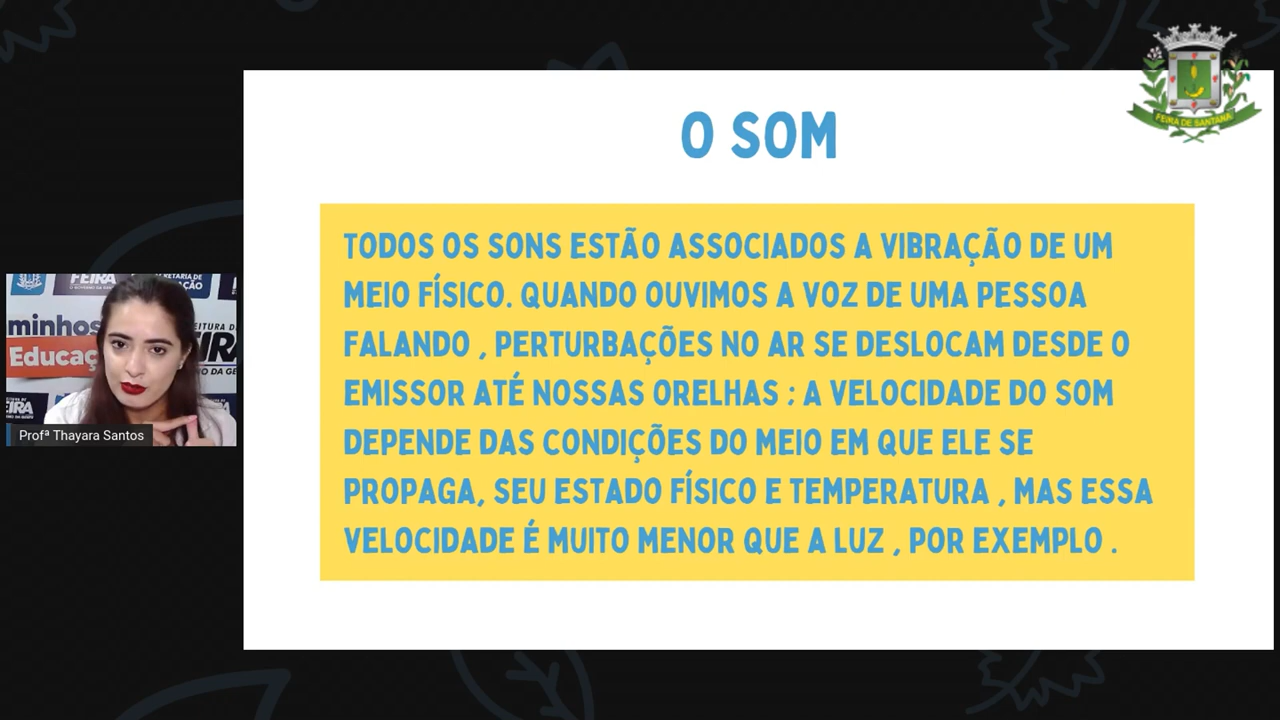 O SOM
TODOS OS SONS ESTÃO ASSOCIADOS A VIBRAÇÃO DE UM
MEIO FÍSICO. QUANDO OUVIMOS A VOZ DE UMA PESSOA
FALANDO , PERTURBAÇÕES NO AR SE DESLOCAM DESDE O
EMISSOR ATÉ NOSSAS ORELHAS ; A VELOCIDADE DO SOM
DEPENDE DAS CONDIÇÕES DO MEIO EM QUE ELE SE
PROPAGA, SEU ESTADO FÍSICO E TEMPERATURA , MAS ESSA
VELOCIDADE É MUITO MENOR QUE A LUZ , POR EXEMPLO .
FEIRA DE SANTANA
FEIRA
minhos
Educaç
EIRA
Profª Thayara Santos